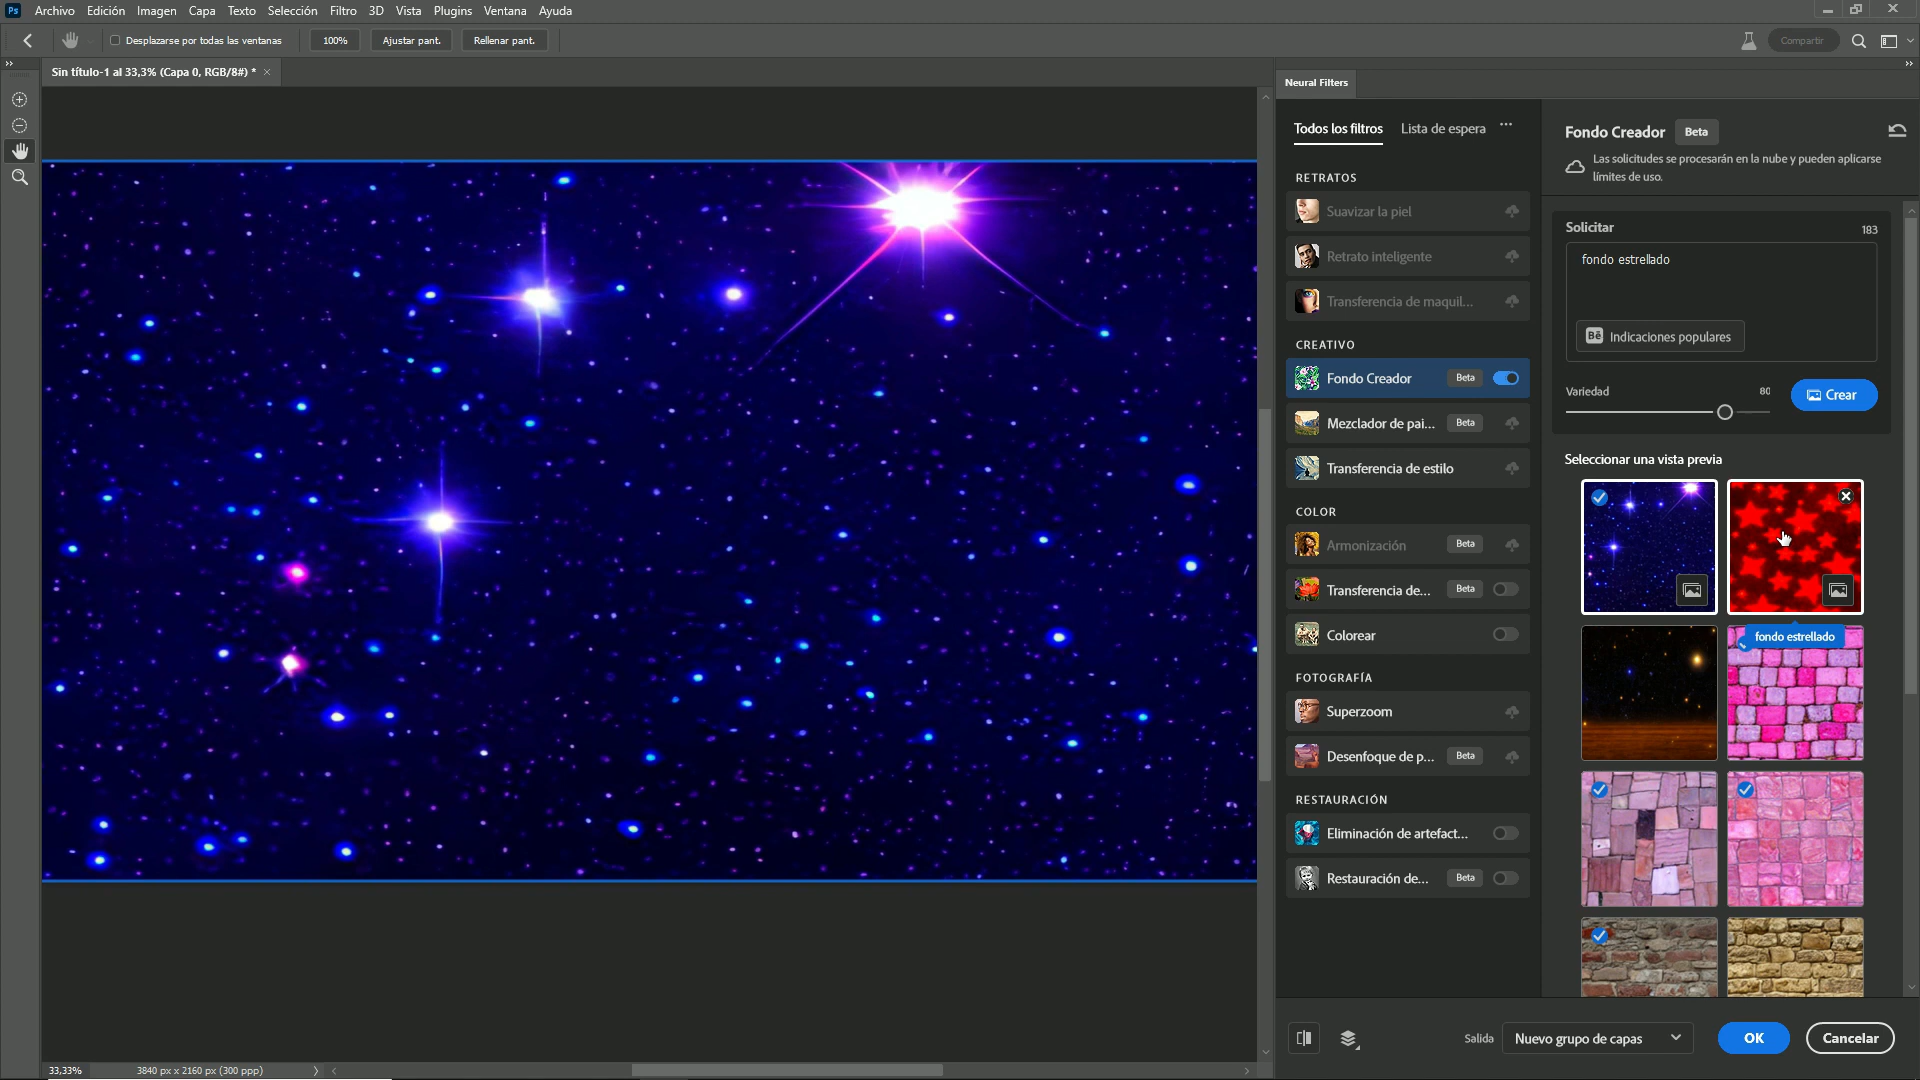 Ps Archivo Edición Imagen Capa Texto Selección Filtro 3D Vista Plugins Ventana Ayuda
Desplazarse por todas las ventanas 100% Ajustar pant. Rellenar pant. Compartir
Sin título-1 al 33,3% (Capa 0, RGB/8#) *
Neural Filters
Todos los filtros Lista de espera ...
RETRATOS
Suavizar la piel
Retrato inteligente
Transferencia de maquil...
CREATIVO
Fondo Creador Beta
Mezclador de pai... Beta
Transferencia de estilo
COLOR
Armonización Beta
Transferencia de... Beta
Colorear
FOTOGRAFÍA
Superzoom
Desenfoque de p... Beta
RESTAURACIÓN
Eliminación de artefact...
Restauración de... Beta
Fondo Creador Beta
Las solicitudes se procesarán en la nube y pueden aplicarse
límites de uso.
Solicitar 183
fondo estrellado
Bē Indicaciones populares
Variedad 80 Crear
Seleccionar una vista previa
fondo estrellado
Salida Nuevo grupo de capas OK Cancelar
33,33% 3840 px x 2160 px (300 ppp)